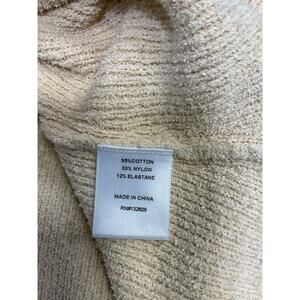 55%COTTON
33% NYLON
12% ELASTANE
MADE IN CHINA
RN#132829